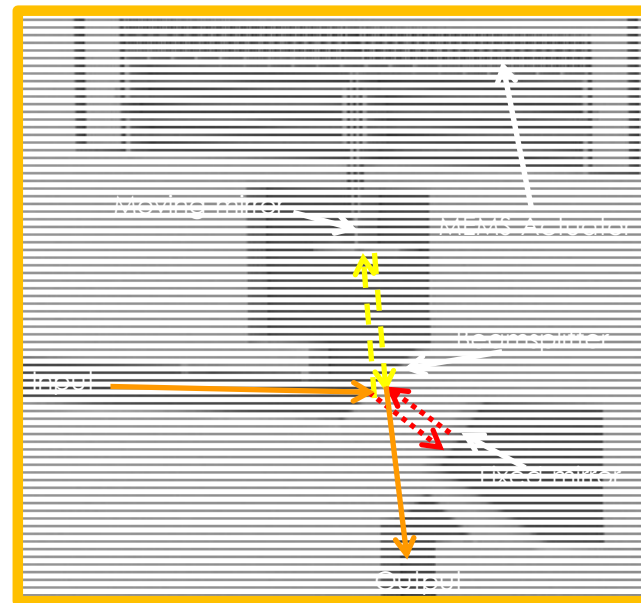 Moving mirror
MEMS Actuator
Beamsplitter
Input
Fixed mirror
Output